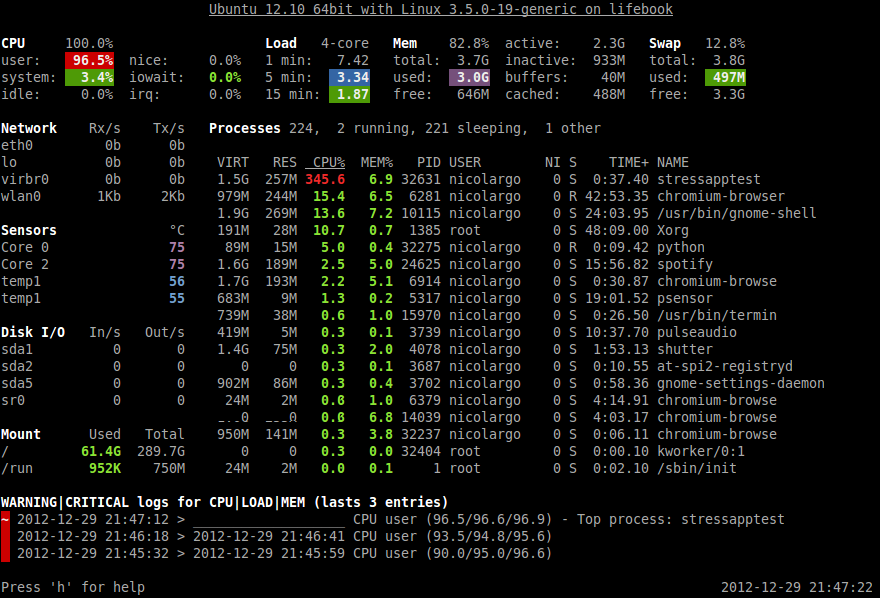 Ubuntu 12.10 64bit with Linux 3.5.0-19-generic on lifebook
CPU 100.0% Load 4-core Mem 82.8% active: 2.3G Swap 12.8%
user: 96.5% nice: 0.0% 1 min: 7.42 total: 3.7G inactive: 933M total: 3.8G
system: 3.4% iowait: 0.0% 5 min: 3.34 used: 3.0G buffers: 40M used: 497M
idle: 0.0% irq: 0.0% 15 min: 1.87 free: 646M cached: 488M free: 3.3G
Network Rx/s Tx/s Processes 224, 2 running, 221 sleeping, 1 other
eth0 0b 0b
lo 0b 0b VIRT RES CPU% MEM% PID USER NI S TIME+ NAME
virbr0 0b 0b 1.5G 257M 345.6 6.9 32631 nicolargo 0 S 0:37.40 stressapptest
wlan0 1Kb 2Kb 979M 244M 15.4 6.5 6281 nicolargo 0 R 42:53.35 chromium-browser
1.9G 269M 13.6 7.2 10115 nicolargo 0 S 24:03.95 /usr/bin/gnome-shell
Sensors °C 191M 28M 10.7 0.7 1385 root 0 S 48:09.00 Xorg
Core 0 75 89M 15M 5.0 0.4 32275 nicolargo 0 R 0:09.42 python
Core 2 75 1.6G 189M 2.5 5.0 24625 nicolargo 0 S 15:56.82 spotify
temp1 56 1.7G 193M 2.2 5.1 6914 nicolargo 0 S 0:30.87 chromium-browse
temp1 55 683M 9M 1.3 0.2 5317 nicolargo 0 S 19:01.52 psensor
739M 38M 0.6 1.0 15970 nicolargo 0 S 0:26.50 /usr/bin/termin
Disk I/O In/s Out/s 419M 5M 0.3 0.1 3739 nicolargo 0 S 10:37.70 pulseaudio
sda1 0 0 1.4G 75M 0.3 2.0 4078 nicolargo 0 S 1:53.13 shutter
sda2 0 0 0 0 0.3 0.1 3687 nicolargo 0 S 0:10.55 at-spi2-registryd
sda5 0 0 902M 86M 0.3 0.4 3702 nicolargo 0 S 0:58.36 gnome-settings-daemon
sr0 0 0 24M 2M 0.8 1.0 6379 nicolargo 0 S 4:14.91 chromium-browse
_._0 _._0 0.8 6.8 14039 nicolargo 0 S 4:03.17 chromium-browse
Mount Used Total 950M 141M 0.3 3.8 32237 nicolargo 0 S 0:06.11 chromium-browse
/ 61.4G 289.7G 0 0 0.3 0.0 32404 root 0 S 0:00.10 kworker/0:1
/run 952K 750M 24M 2M 0.0 0.1 1 root 0 S 0:02.10 /sbin/init
WARNING|CRITICAL logs for CPU|LOAD|MEM (lasts 3 entries)
~ 2012-12-29 21:47:12 > ___________________ CPU user (96.5/96.6/96.9) - Top process: stressapptest
2012-12-29 21:46:18 > 2012-12-29 21:46:41 CPU user (93.5/94.8/95.6)
2012-12-29 21:45:32 > 2012-12-29 21:45:59 CPU user (90.0/95.0/96.6)
Press 'h' for help 2012-12-29 21:47:22